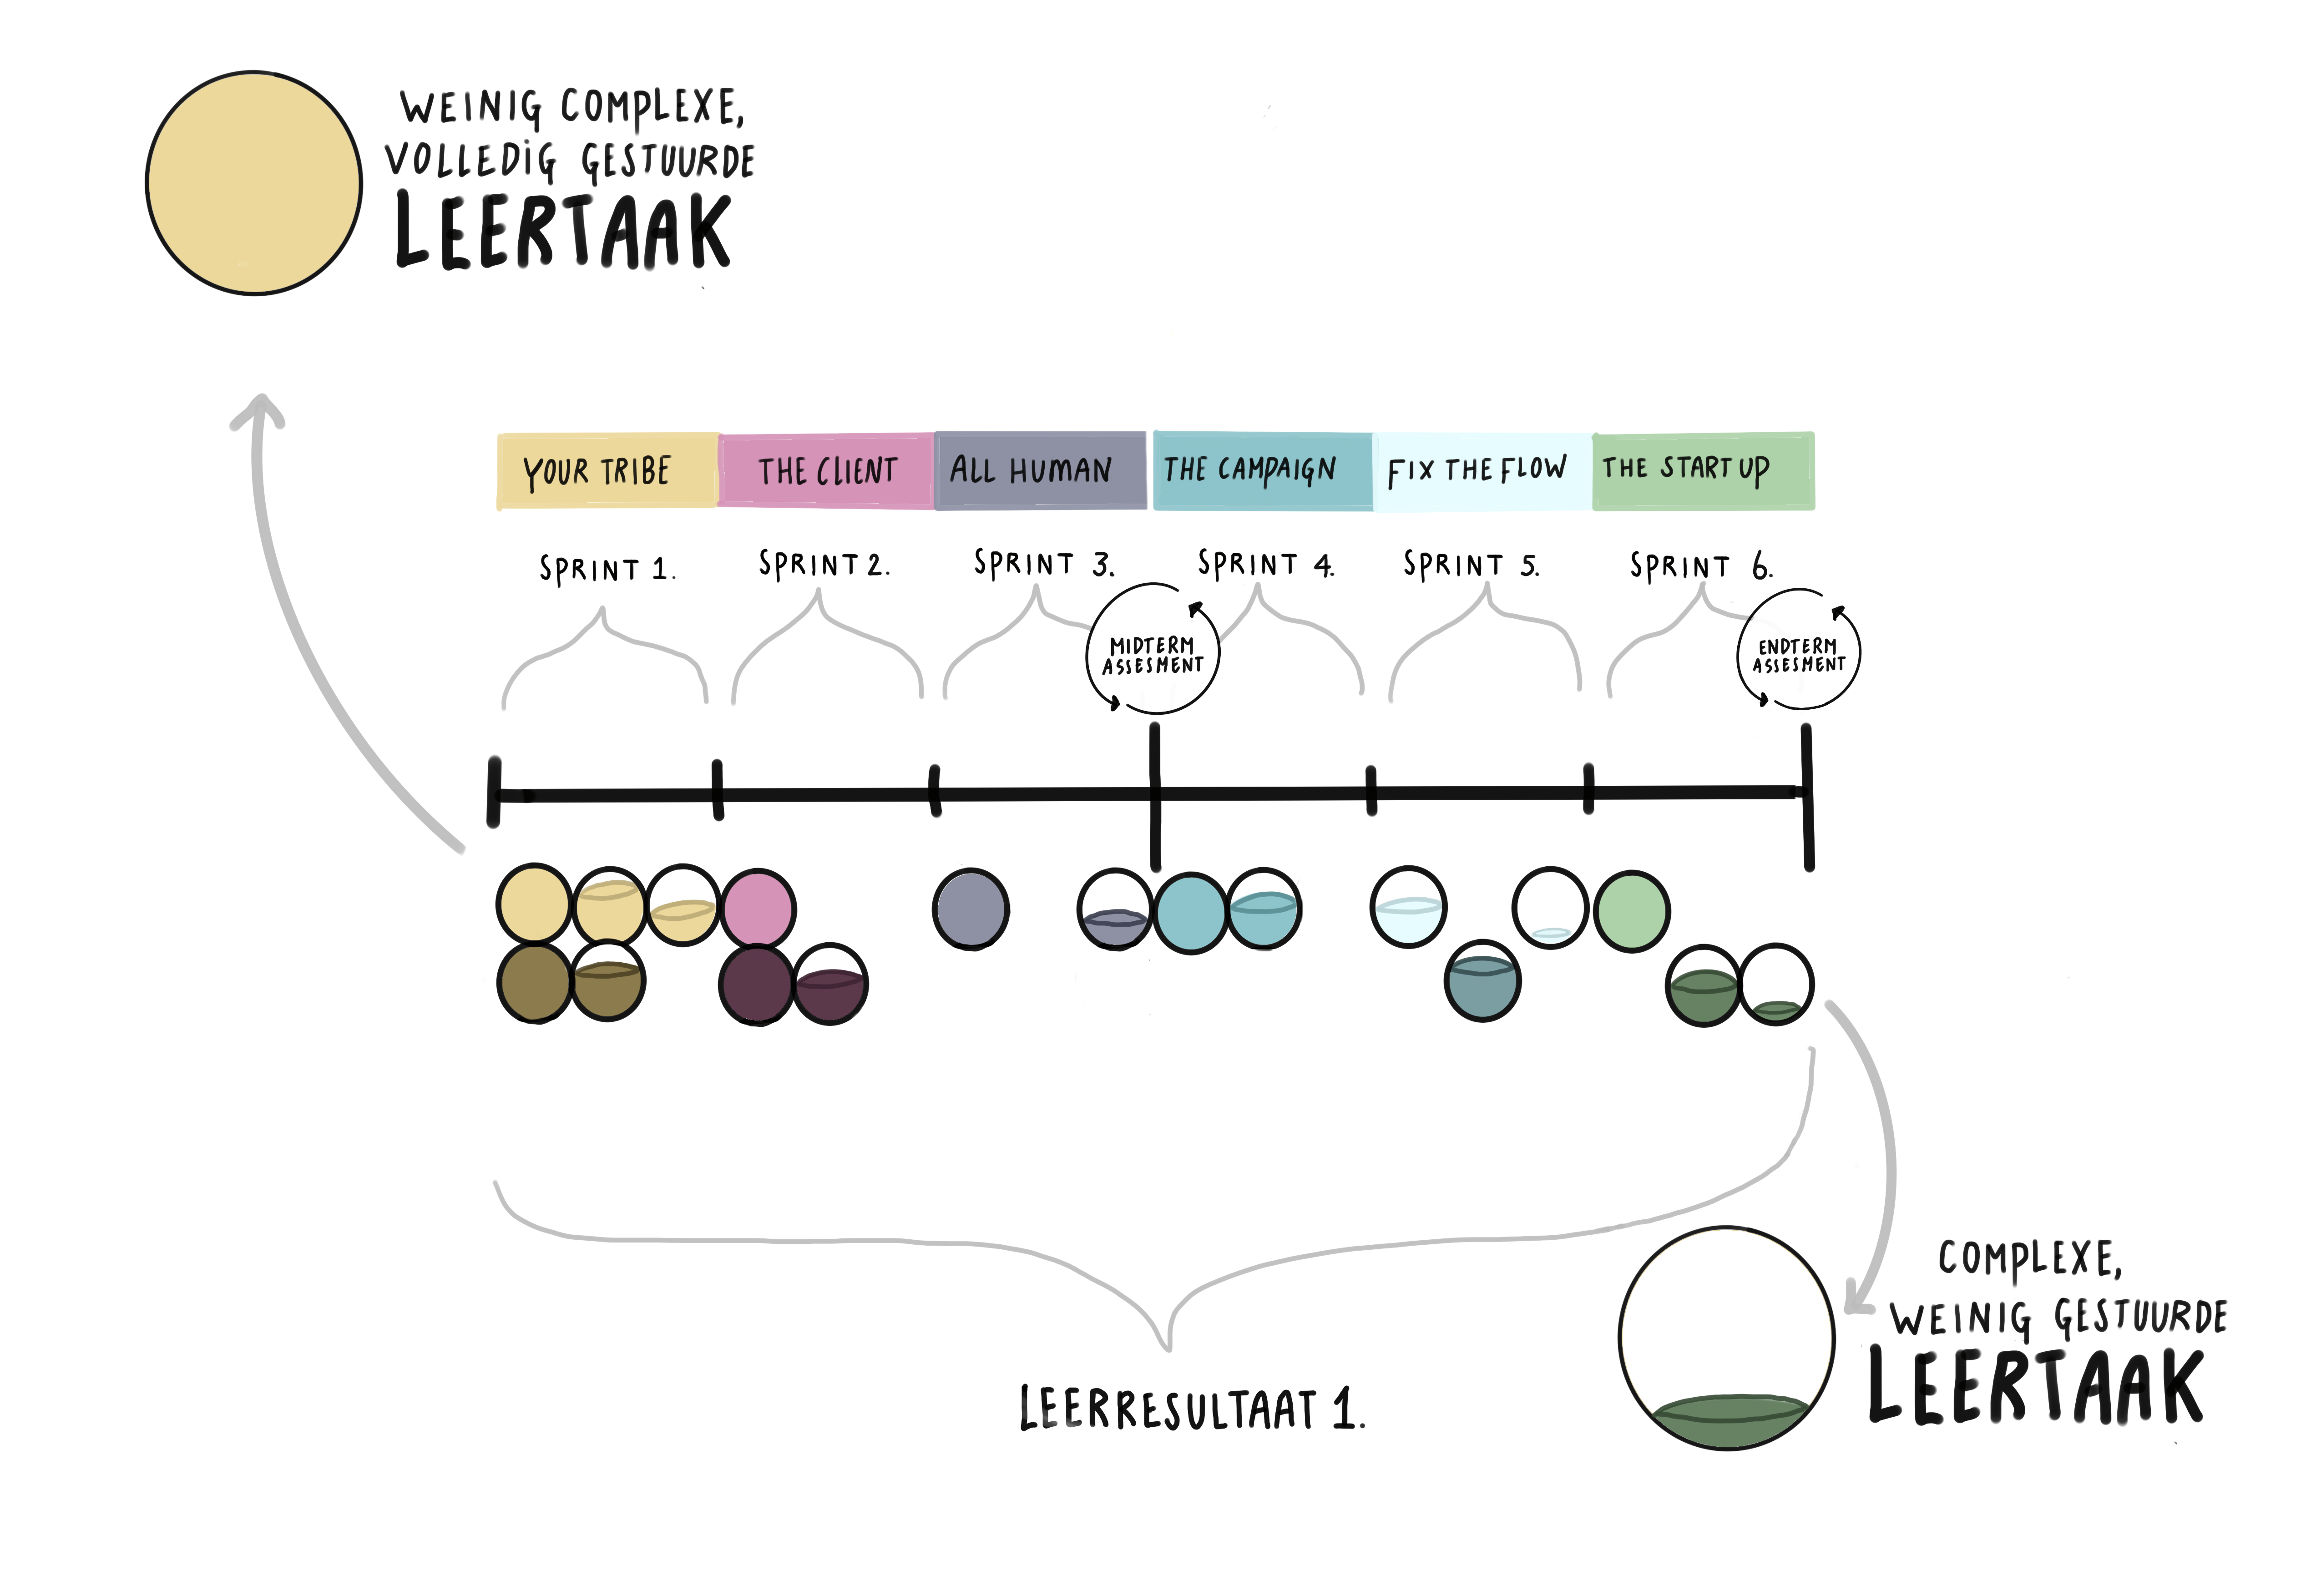 WEINIG COMPLEXE,
VOLLEDIG GESTUURDE
LEERTAAK
YOUR TRIBE
THE CLIENT
ALL HUMAN
THE CAMPAIGN
FIX THE FLOW
THE START UP
SPRINT 1.
SPRINT 2.
SPRINT 3.
SPRINT 4.
SPRINT 5.
SPRINT 6.
MIDTERM
ASSESMENT
ENDTERM
ASSESMENT
COMPLEXE,
WEINIG GESTUURDE
LEERTAAK
LEERRESULTAAT 1.